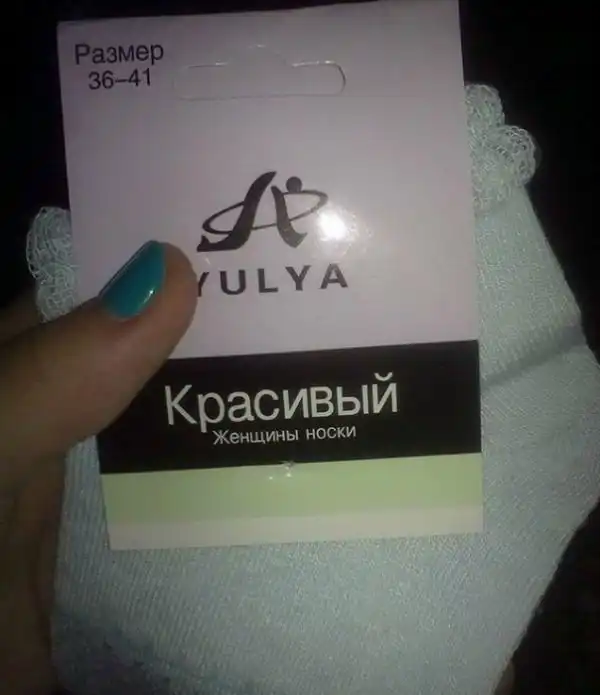 Размер
36–41
YULYA
Красивый
Женщины носки